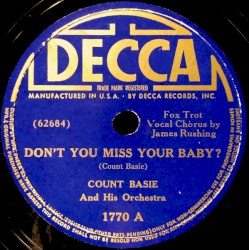 DECCA
TRADE MARK REGISTERED
MANUFACTURED IN U.S.A. • BY DECCA RECORDS, INC.
(62684)
Fox Trot
Vocal Chorus by
James Rushing
DON'T YOU MISS YOUR BABY?
(Count Basie)
COUNT BASIE
And His Orchestra
1770 A